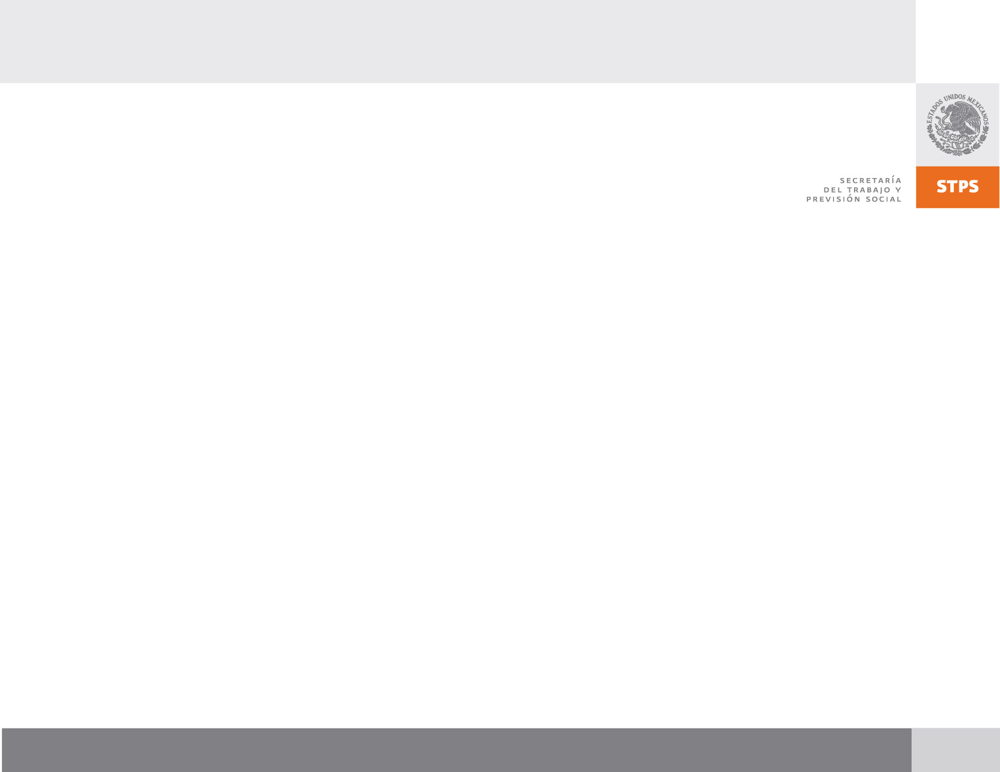 ESTADOS UNIDOS MEXICANOS
SECRETARÍA
DEL TRABAJO Y
PREVISIÓN SOCIAL
STPS